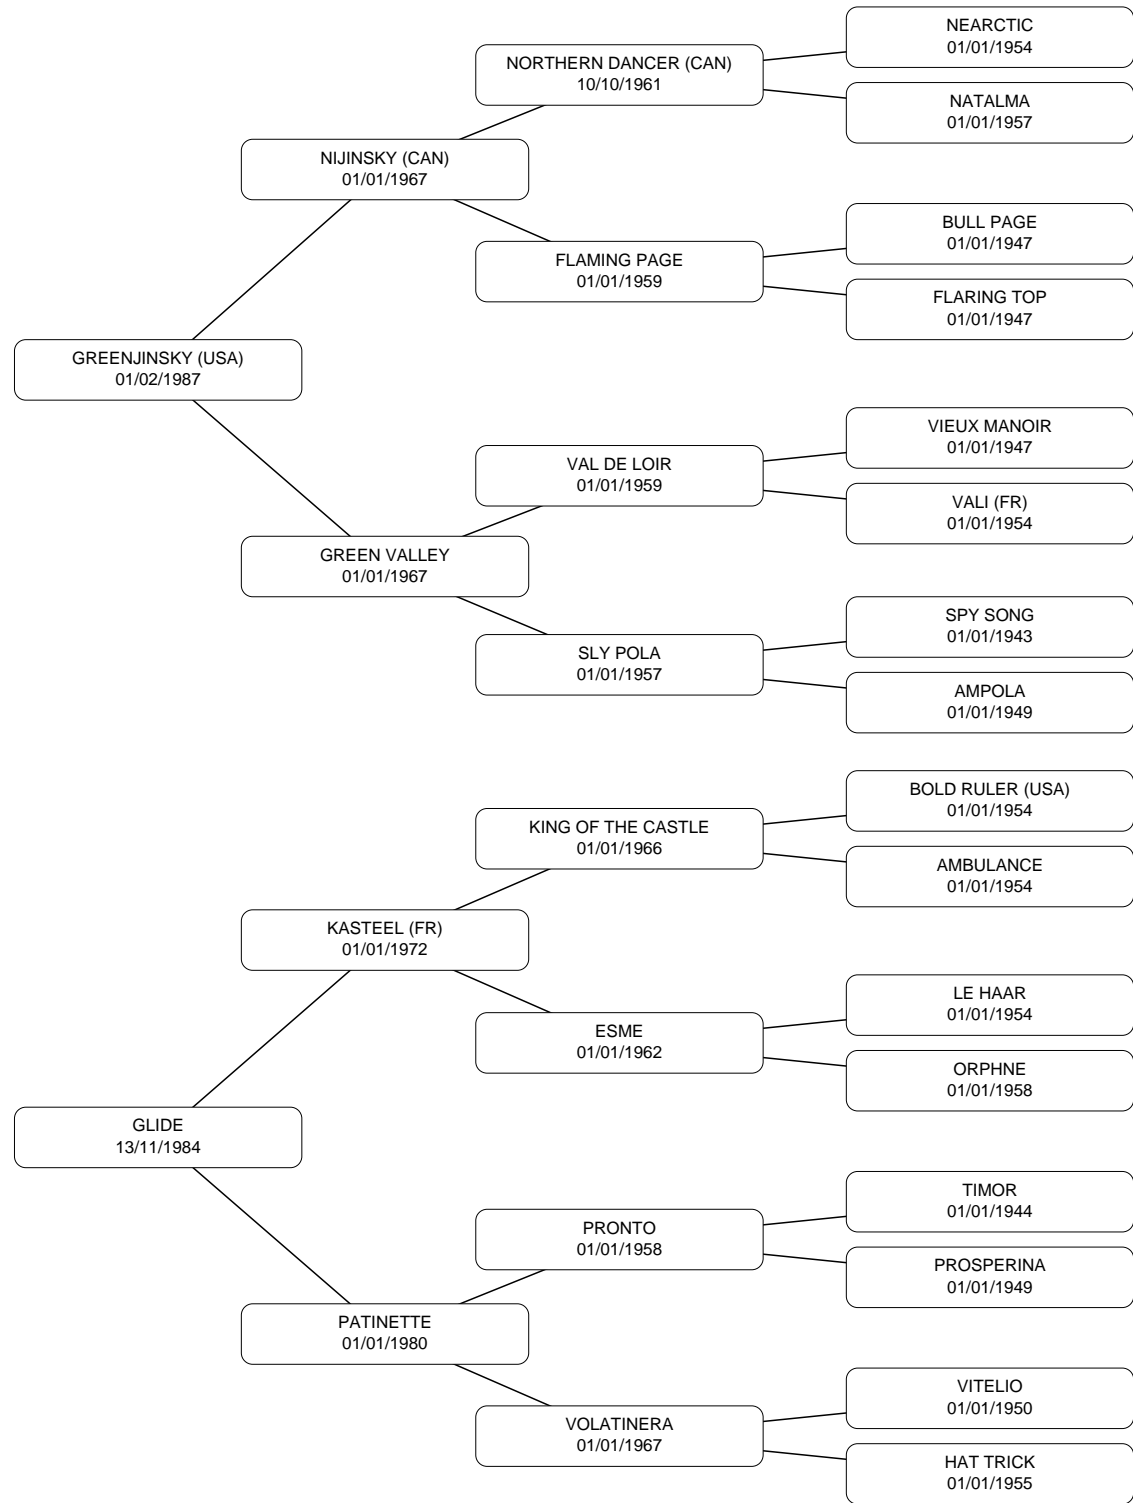 NEARCTIC
01/01/1954
NORTHERN DANCER (CAN)
10/10/1961
NATALMA
01/01/1957
NIJINSKY (CAN)
01/01/1967
BULL PAGE
01/01/1947
FLAMING PAGE
01/01/1959
FLARING TOP
01/01/1947
GREENJINSKY (USA)
01/02/1987
VIEUX MANOIR
01/01/1947
VAL DE LOIR
01/01/1959
VALI (FR)
01/01/1954
GREEN VALLEY
01/01/1967
SPY SONG
01/01/1943
SLY POLA
01/01/1957
AMPOLA
01/01/1949
BOLD RULER (USA)
01/01/1954
KING OF THE CASTLE
01/01/1966
AMBULANCE
01/01/1954
KASTEEL (FR)
01/01/1972
LE HAAR
01/01/1954
ESME
01/01/1962
ORPHNE
01/01/1958
GLIDE
13/11/1984
TIMOR
01/01/1944
PRONTO
01/01/1958
PROSPERINA
01/01/1949
PATINETTE
01/01/1980
VITELIO
01/01/1950
VOLATINERA
01/01/1967
HAT TRICK
01/01/1955